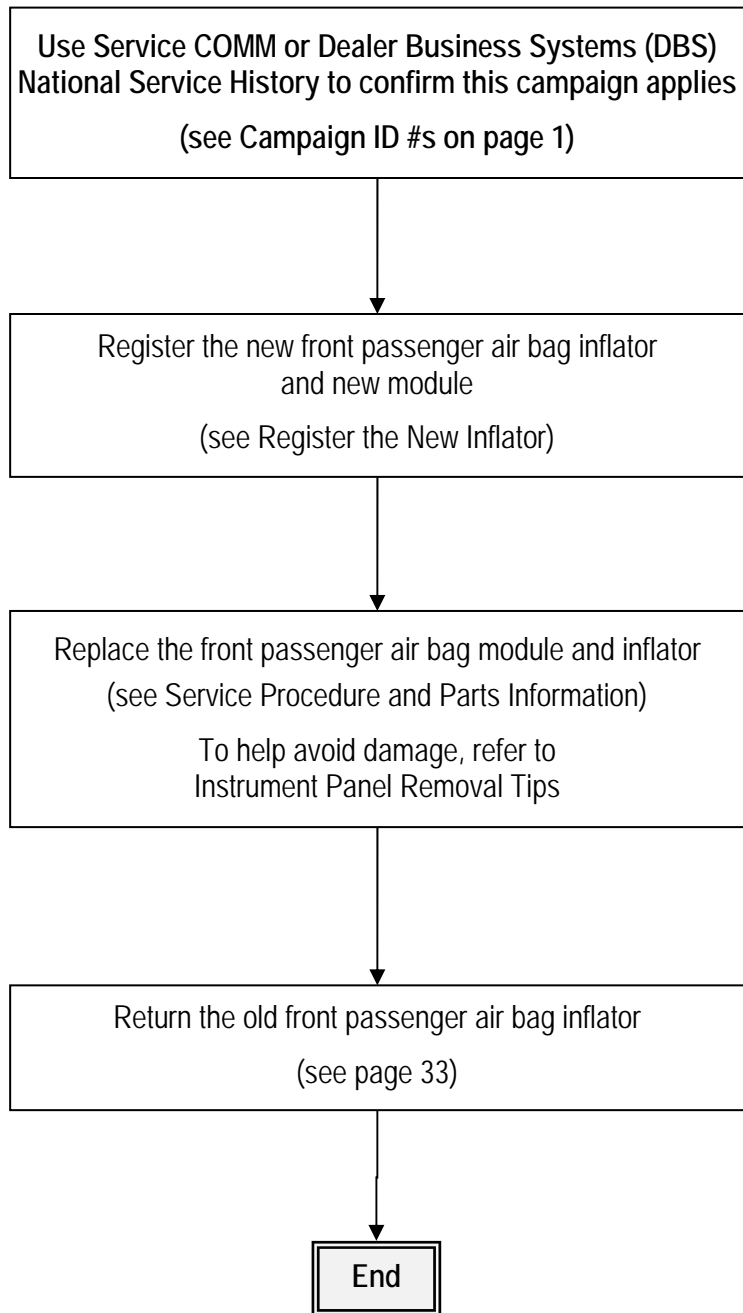 Use Service COMM or Dealer Business Systems (DBS)
National Service History to confirm this campaign applies
(see Campaign ID #s on page 1)
Register the new front passenger air bag inflator
and new module
(see Register the New Inflator)
Replace the front passenger air bag module and inflator
(see Service Procedure and Parts Information)
To help avoid damage, refer to
Instrument Panel Removal Tips
Return the old front passenger air bag inflator
(see page 33)
End